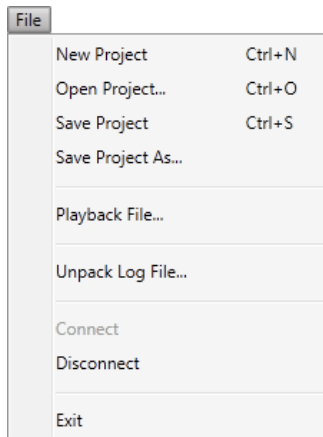 File
New Project Ctrl+N
Open Project... Ctrl+O
Save Project Ctrl+S
Save Project As...
Playback File...
Unpack Log File...
Connect
Disconnect
Exit